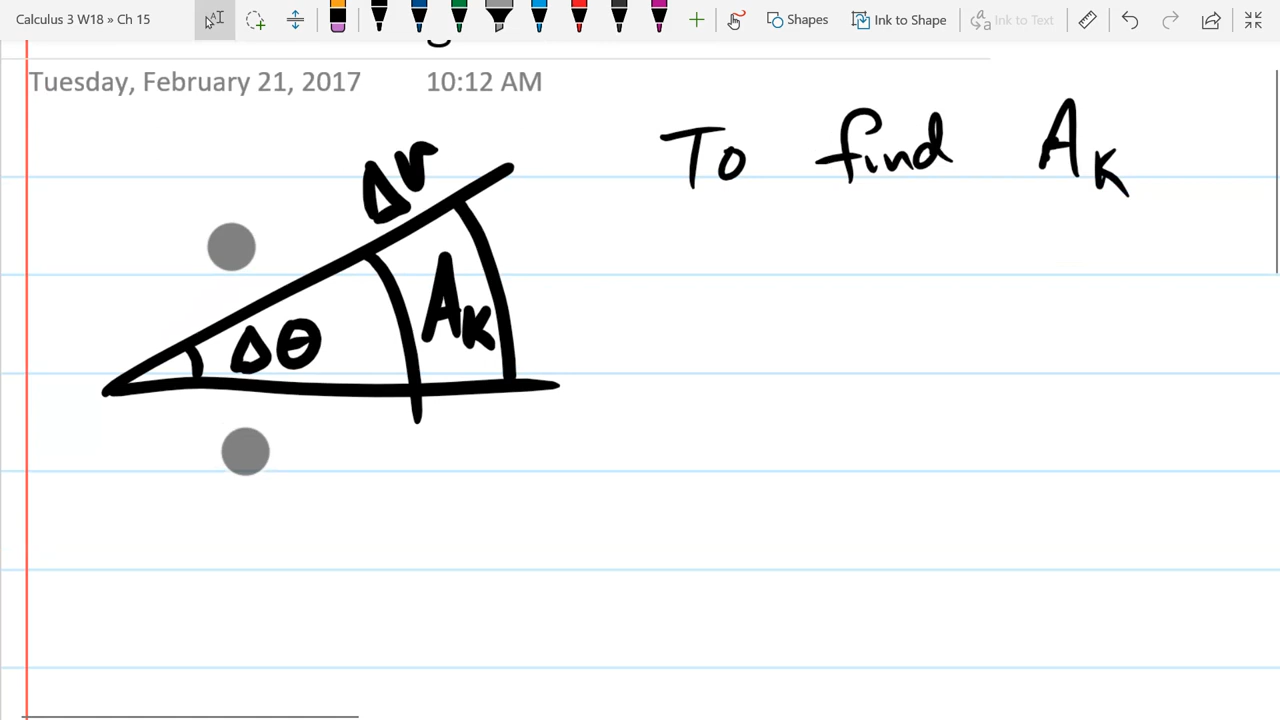 Calculus 3 W18 » Ch 15
Shapes
Ink to Shape
Ink to Text
Tuesday, February 21, 2017 10:12 AM
To find A_K
Δr
A_K
Δθ